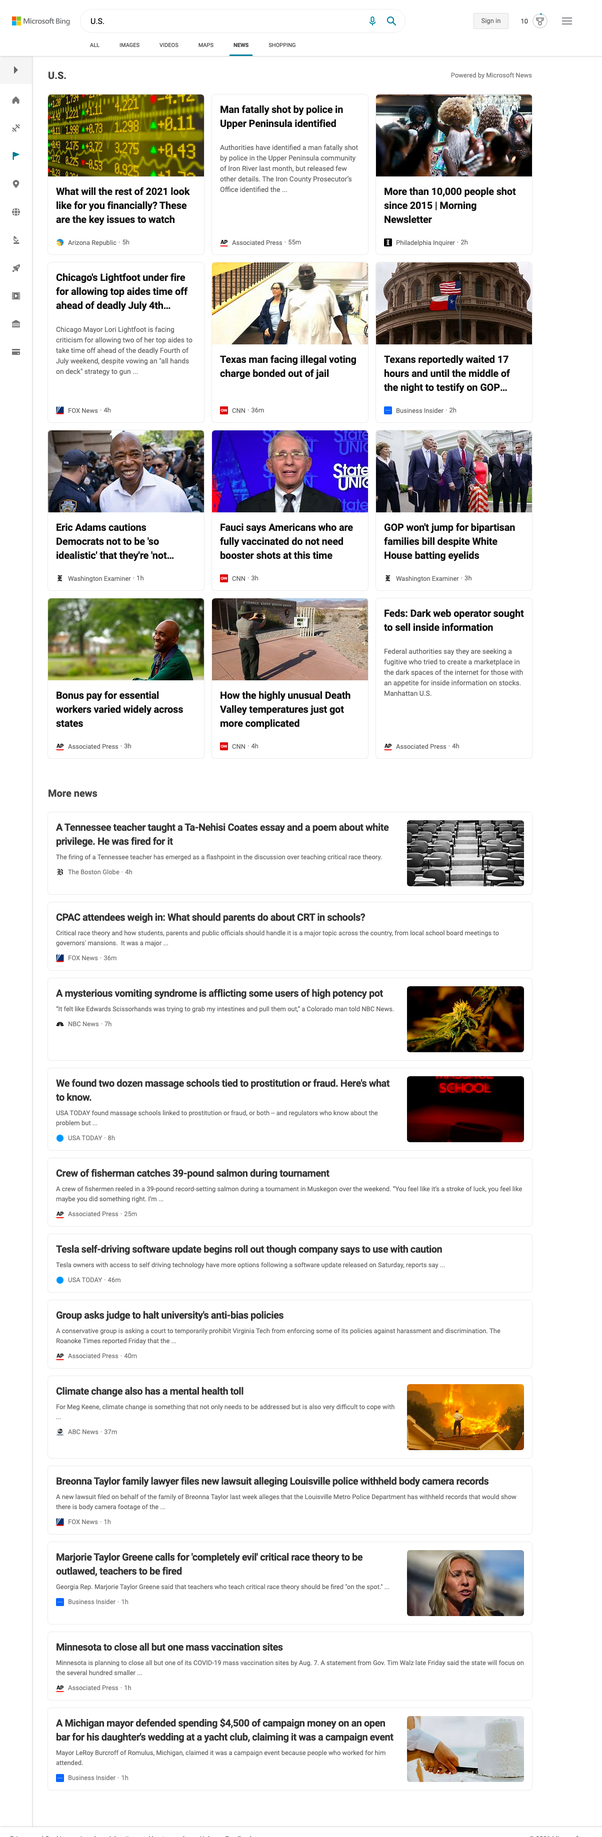 Microsoft Bing
U.S.
Sign in
10
ALL IMAGES VIDEOS MAPS NEWS SHOPPING
U.S.
Powered by Microsoft News
What will the rest of 2021 look
like for you financially? These
are the key issues to watch
Arizona Republic · 5h
Man fatally shot by police in
Upper Peninsula identified
Authorities have identified a man fatally shot
by police in the Upper Peninsula community
of Iron River last month, but released few
other details. The Iron County Prosecutor's
Office identified the ...
AP Associated Press · 55m
More than 10,000 people shot
since 2015 | Morning
Newsletter
Philadelphia Inquirer · 2h
Chicago's Lightfoot under fire
for allowing top aides time off
ahead of deadly July 4th...
Chicago Mayor Lori Lightfoot is facing
criticism for allowing two of her top aides to
take time off ahead of the deadly Fourth of
July weekend, despite vowing an "all hands
on deck" strategy to gun ...
FOX News · 4h
Texas man facing illegal voting
charge bonded out of jail
CNN · 36m
Texans reportedly waited 17
hours and until the middle of
the night to testify on GOP...
Business Insider · 2h
Eric Adams cautions
Democrats not to be 'so
idealistic' that they're 'not...
Washington Examiner · 1h
Fauci says Americans who are
fully vaccinated do not need
booster shots at this time
CNN · 3h
GOP won't jump for bipartisan
families bill despite White
House batting eyelids
Washington Examiner · 3h
Bonus pay for essential
workers varied widely across
states
AP Associated Press · 3h
How the highly unusual Death
Valley temperatures just got
more complicated
CNN · 4h
Feds: Dark web operator sought
to sell inside information
Federal authorities say they are seeking a
fugitive who tried to create a marketplace in
the dark spaces of the internet for those with
an appetite for inside information on stocks.
Manhattan U.S.
AP Associated Press · 4h
More news
A Tennessee teacher taught a Ta-Nehisi Coates essay and a poem about white
privilege. He was fired for it
The firing of a Tennessee teacher has emerged as a flashpoint in the discussion over teaching critical race theory.
The Boston Globe · 4h
CPAC attendees weigh in: What should parents do about CRT in schools?
Critical race theory and how students, parents and public officials should handle it is a major topic across the country, from local school board meetings to
governors' mansions. It was a major ...
FOX News · 36m
A mysterious vomiting syndrome is afflicting some users of high potency pot
"It felt like Edwards Scissorhands was trying to grab my intestines and pull them out," a Colorado man told NBC News.
NBC News · 7h
We found two dozen massage schools tied to prostitution or fraud. Here's what
to know.
USA TODAY found massage schools linked to prostitution or fraud, or both – and regulators who know about the
problem but ...
USA TODAY · 8h
SCHOOL
Crew of fisherman catches 39-pound salmon during tournament
A crew of fishermen reeled in a 39-pound record-setting salmon during a tournament in Muskegon over the weekend. "You feel like it's a stroke of luck, you feel like
maybe you did something right. I'm ...
AP Associated Press · 25m
Tesla self-driving software update begins roll out though company says to use with caution
Tesla owners with access to self driving technology have more options following a software update released on Saturday, reports say ...
USA TODAY · 46m
Group asks judge to halt university's anti-bias policies
A conservative group is asking a court to temporarily prohibit Virginia Tech from enforcing some of its policies against harassment and discrimination. The
Roanoke Times reported Friday that the ...
AP Associated Press · 40m
Climate change also has a mental health toll
For Meg Keene, climate change is something that not only needs to be addressed but is also very difficult to cope with
...
ABC News · 37m
Breonna Taylor family lawyer files new lawsuit alleging Louisville police withheld body camera records
A new lawsuit filed on behalf of the family of Breonna Taylor last week alleges that the Louisville Metro Police Department has withheld records that would show
there is body camera footage of the ...
FOX News · 1h
Marjorie Taylor Greene calls for 'completely evil' critical race theory to be
outlawed, teachers to be fired
Georgia Rep. Marjorie Taylor Greene said that teachers who teach critical race theory should be fired "on the spot." ...
Business Insider · 1h
Minnesota to close all but one mass vaccination sites
Minnesota is planning to close all but one of its COVID-19 mass vaccination sites by Aug. 7. A statement from Gov. Tim Walz late Friday said the state will focus on
the several hundred smaller ...
AP Associated Press · 1h
A Michigan mayor defended spending $4,500 of campaign money on an open
bar for his daughter's wedding at a yacht club, claiming it was a campaign event
Mayor LeRoy Burcroff of Romulus, Michigan, claimed it was a campaign event because people who worked for him
attended.
Business Insider · 1h